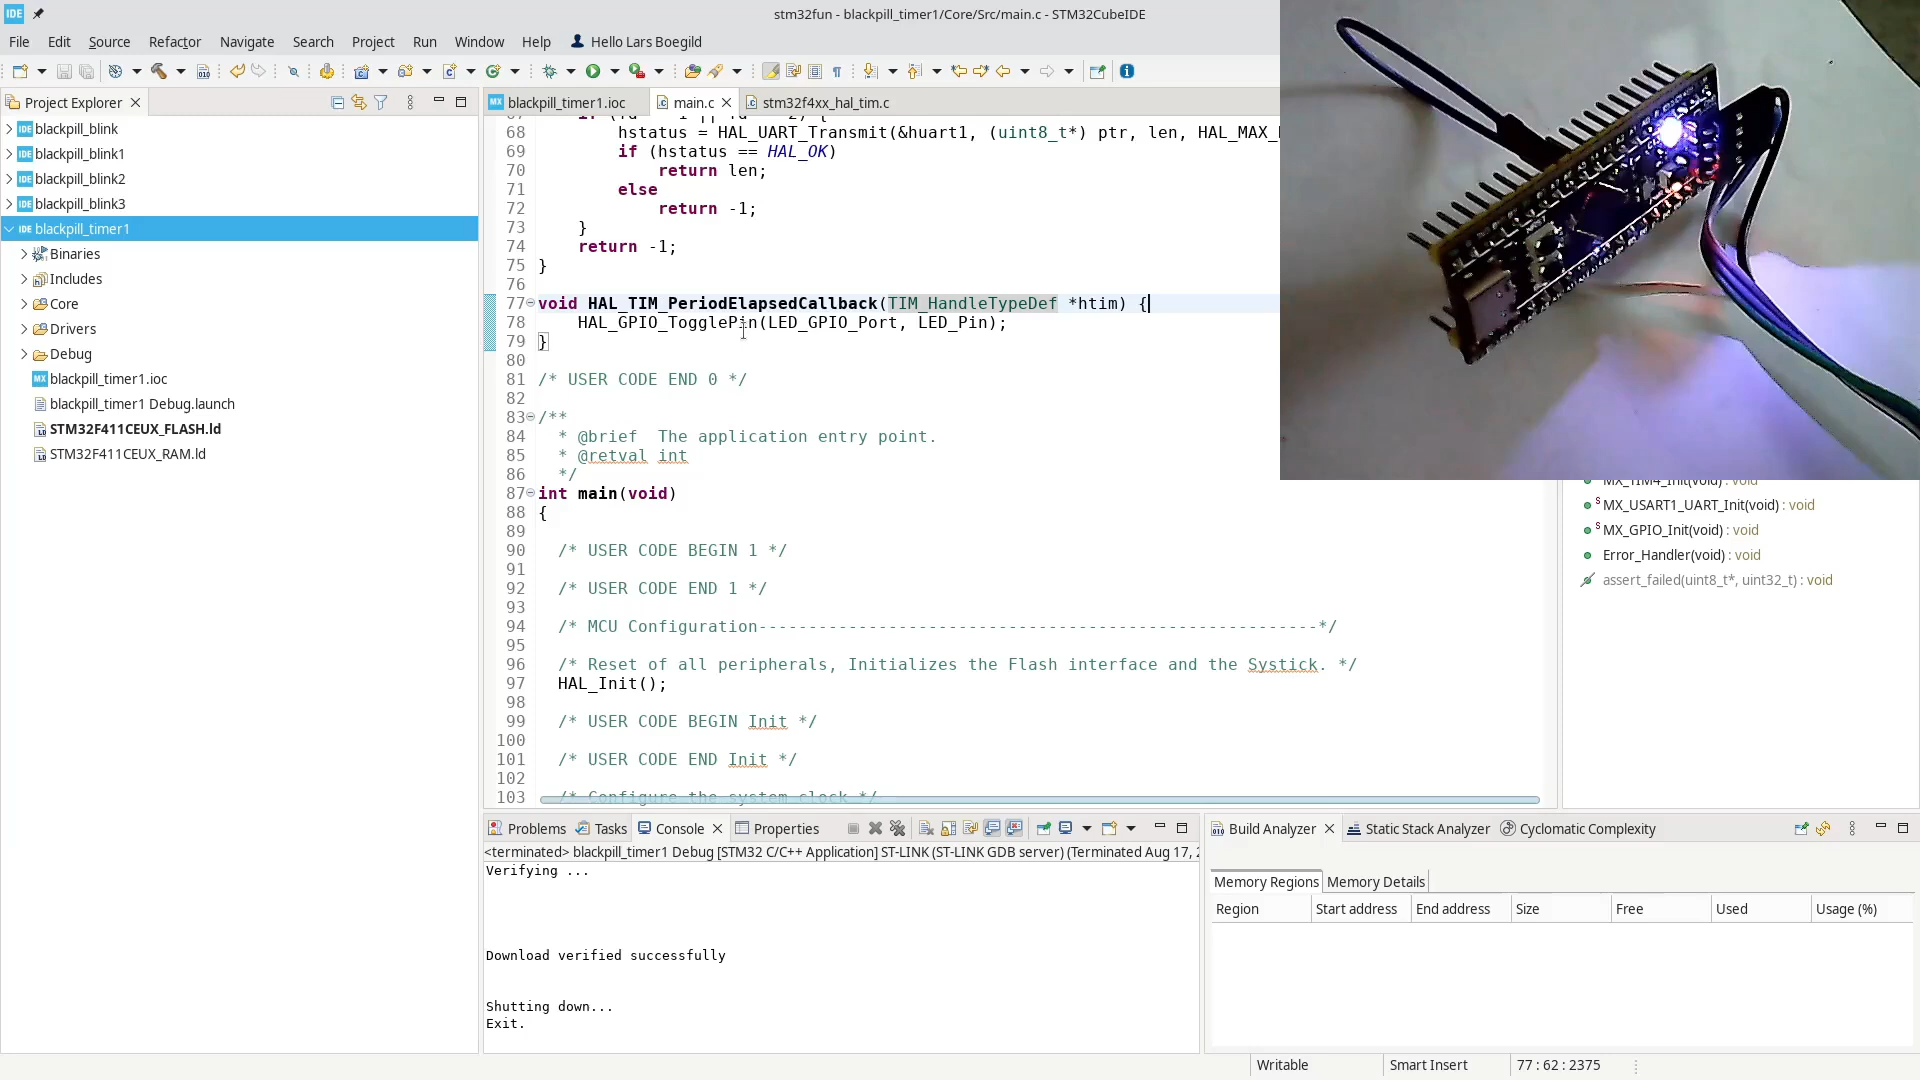 IDE
stm32fun - blackpill_timer1/Core/Src/main.c - STM32CubeIDE
File Edit Source Refactor Navigate Search Project Run Window Help Hello Lars Boegild
Project Explorer
blackpill_blink
blackpill_blink1
blackpill_blink2
blackpill_blink3
blackpill_timer1
Binaries
Includes
Core
Drivers
Debug
blackpill_timer1.ioc
blackpill_timer1 Debug.launch
STM32F411CEUX_FLASH.ld
STM32F411CEUX_RAM.ld
blackpill_timer1.ioc main.c stm32f4xx_hal_tim.c
68 hstatus = HAL_UART_Transmit(&huart1, (uint8_t*) ptr, len,
69 if (hstatus == HAL_OK)
70 return len;
71 else
72 return -1;
73 }
74 return -1;
75 }
76
77 void HAL_TIM_PeriodElapsedCallback(TIM_HandleTypeDef *htim) {
78 HAL_GPIO_TogglePin(LED_GPIO_Port, LED_Pin);
79 }
80
81 /* USER CODE END 0 */
82
83 /**
84 * @brief  The application entry point.
85 * @retval int
86 */
87 int main(void)
88 {
89
90 /* USER CODE BEGIN 1 */
91
92 /* USER CODE END 1 */
93
94 /* MCU Configuration--------------------------------------------------------*/
95
96 /* Reset of all peripherals, Initializes the Flash interface and the Systick. */
97 HAL_Init();
98
99 /* USER CODE BEGIN Init */
100
101 /* USER CODE END Init */
102
103 /* Configure the system clock */
MX_TIM4_Init(void) : void
MX_USART1_UART_Init(void) : void
MX_GPIO_Init(void) : void
Error_Handler(void) : void
assert_failed(uint8_t*, uint32_t) : void
Problems Tasks Console Properties
<terminated> blackpill_timer1 Debug [STM32 C/C++ Application] ST-LINK (ST-LINK GDB server) (Terminated Aug 17, 2
Verifying ...
Download verified successfully
Shutting down...
Exit.
Build Analyzer Static Stack Analyzer Cyclomatic Complexity
Memory Regions Memory Details
Region Start address End address Size Free Used Usage (%)
Writable Smart Insert 77 : 62 : 2375